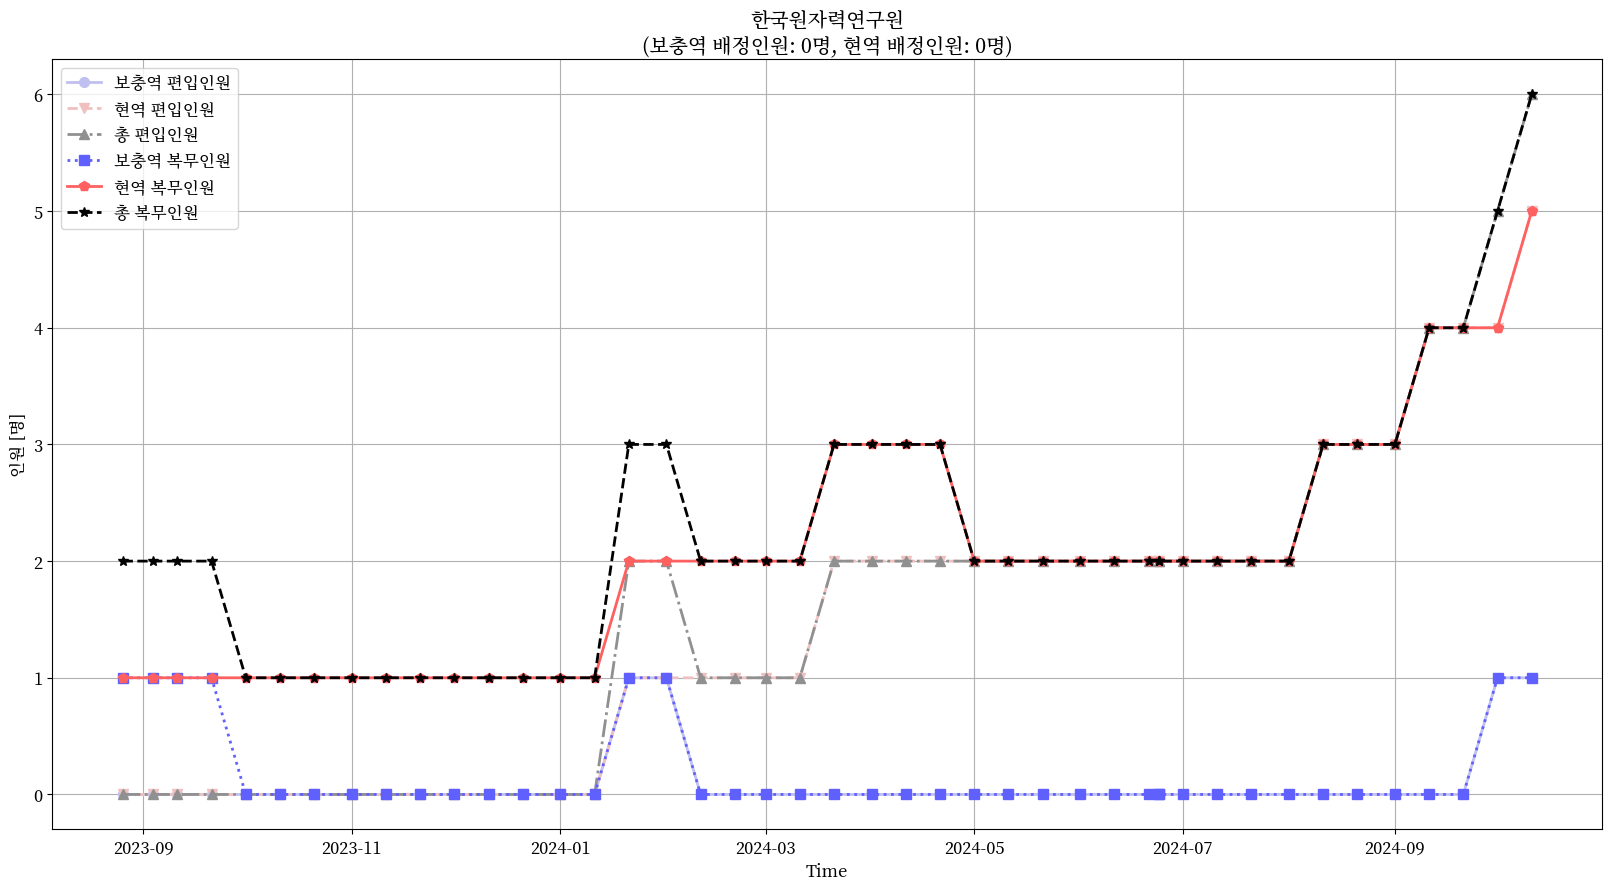 한국원자력연구원
(보충역 배정인원: 0명, 현역 배정인원: 0명)
보충역 편입인원
현역 편입인원
총 편입인원
보충역 복무인원
현역 복무인원
총 복무인원
인원 [명]
6
5
4
3
2
1
0
2023-09
2023-11
2024-01
2024-03
2024-05
2024-07
2024-09
Time